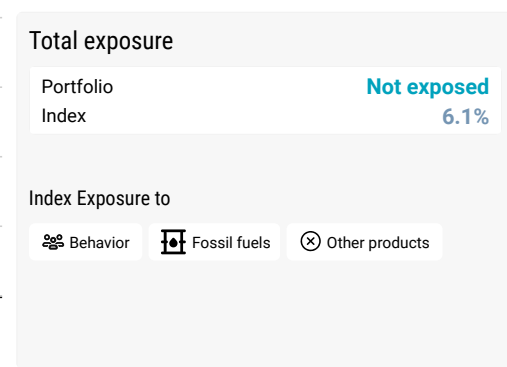 Total exposure
Portfolio Not exposed
Index 6.1%
Index Exposure to
Behavior Fossil fuels Other products